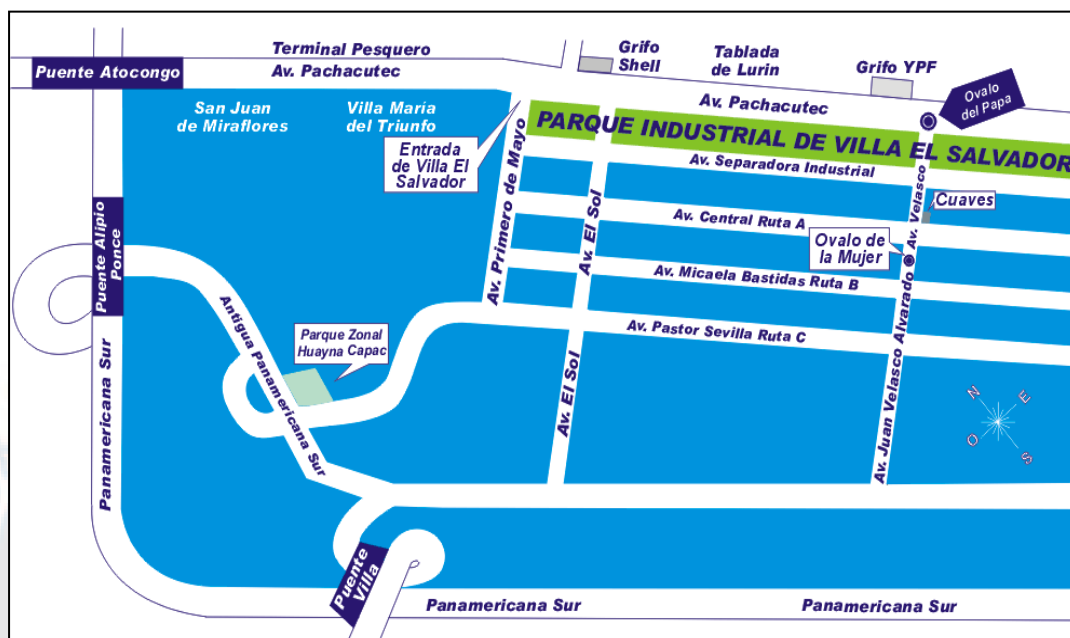 Terminal Pesquero
Puente Atocongo
Av. Pachacutec
Grifo
Shell
Tablada
de Lurin
Grifo YPF
Ovalo
del Papa
San Juan
de Miraflores
Villa Maria
del Triunfo
Av. Pachacutec
PARQUE INDUSTRIAL DE VILLA EL SALVADOR
Entrada
de Villa El
Salvador
Av. Separadora Industrial
Av. Primero de Mayo
Av. El Sol
Av. Velasco
Cuaves
Av. Central Ruta A
Ovalo de
la Mujer
Puente Alipio
Ponce
Av. Micaela Bastidas Ruta B
Antigua Panamericana Sur
Parque Zonal
Huayna Capac
Av. Pastor Sevilla Ruta C
Panamericana Sur
Av. El Sol
Av. Juan Velasco Alvarado
N
E
O
S
Puente
Villa
Panamericana Sur
Panamericana Sur